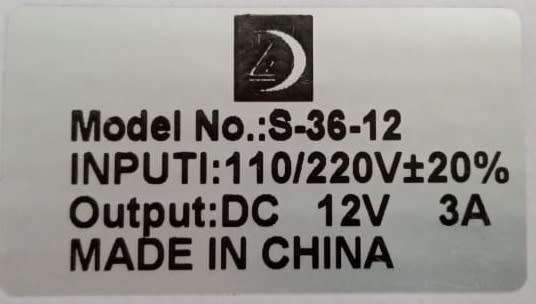 Model No.:S-36-12
INPUTI:110/220V±20%
Output:DC 12V 3A
MADE IN CHINA